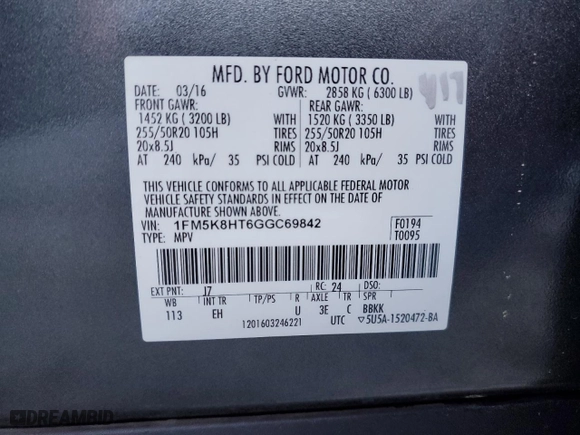 MFD. BY FORD MOTOR CO.
DATE: 03/16 GVWR: 2858 KG ( 6300 LB)
FRONT GAWR: REAR GAWR:
1452 KG ( 3200 LB) WITH 1520 KG ( 3350 LB) WITH
255/50R20 105H TIRES 255/50R20 105H TIRES
20x8.5J RIMS 20x8.5J RIMS
AT 240 kPa/ 35 PSI COLD AT 240 kPa/ 35 PSI COLD
THIS VEHICLE CONFORMS TO ALL APPLICABLE FEDERAL MOTOR
VEHICLE SAFETY STANDARDS IN EFFECT ON THE DATE OF
MANUFACTURE SHOWN ABOVE.
VIN: 1FM5K8HT6GGC69842 F0194
TYPE: MPV T0095
EXT PNT: J7 RC: 24 DSO:
WB INT TR TP/PS R AXLE TR SPR
113 EH U 3E C BBKK
1201603246221 UTC ▽5U5A-1520472-BA
DREAMBID